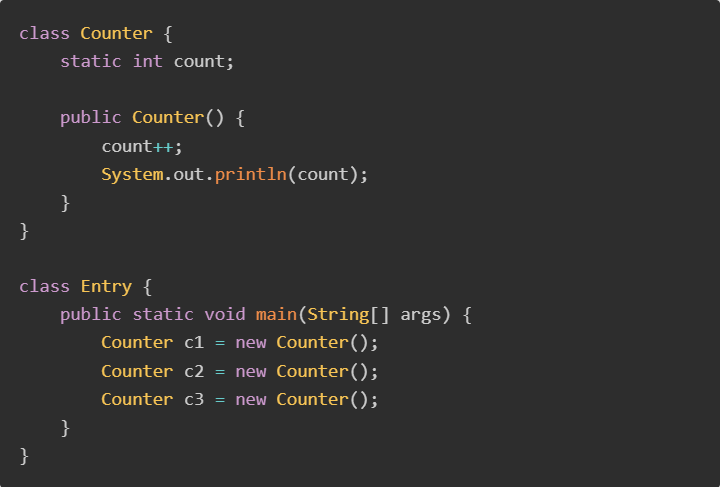 class Counter {
    static int count;

    public Counter() {
        count++;
        System.out.println(count);
    }
}

class Entry {
    public static void main(String[] args) {
        Counter c1 = new Counter();
        Counter c2 = new Counter();
        Counter c3 = new Counter();
    }
}